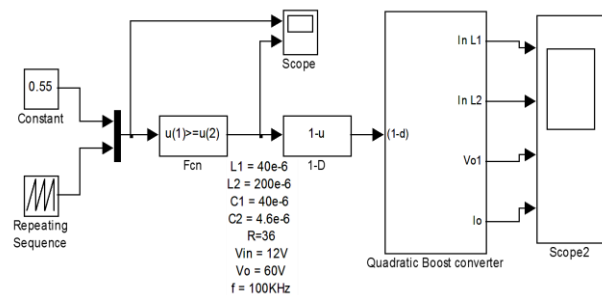 0.55
Constant
Repeating
Sequence
u(1)>=u(2)
Fcn
Scope
1-u
1-D
L1 = 40e-6
L2 = 200e-6
C1 = 40e-6
C2 = 4.6e-6
R=36
Vin = 12V
Vo = 60V
f = 100KHz
(1-d)
In L1
In L2
Vo1
Io
Quadratic Boost converter
Scope2